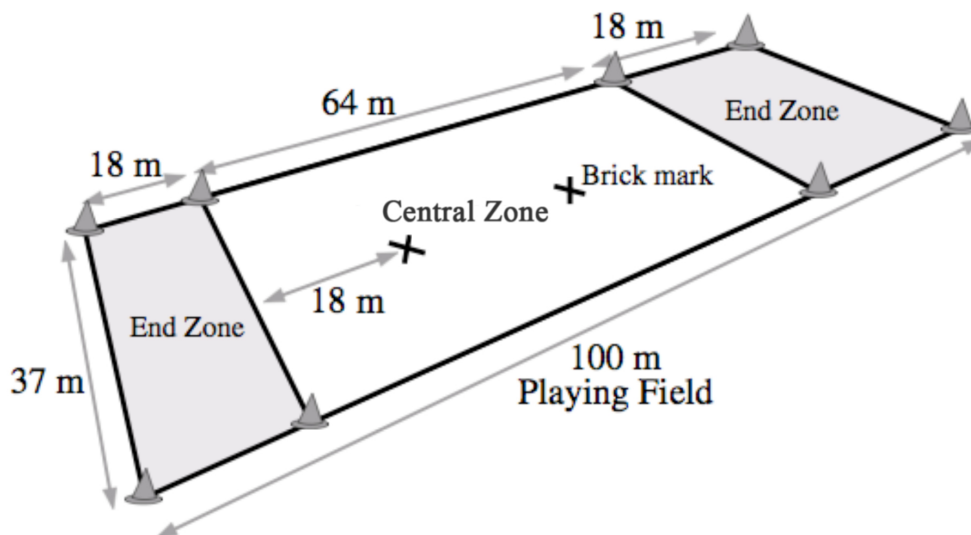 18 m
64 m
End Zone
18 m
Brick mark
Central Zone
18 m
End Zone
37 m
100 m
Playing Field